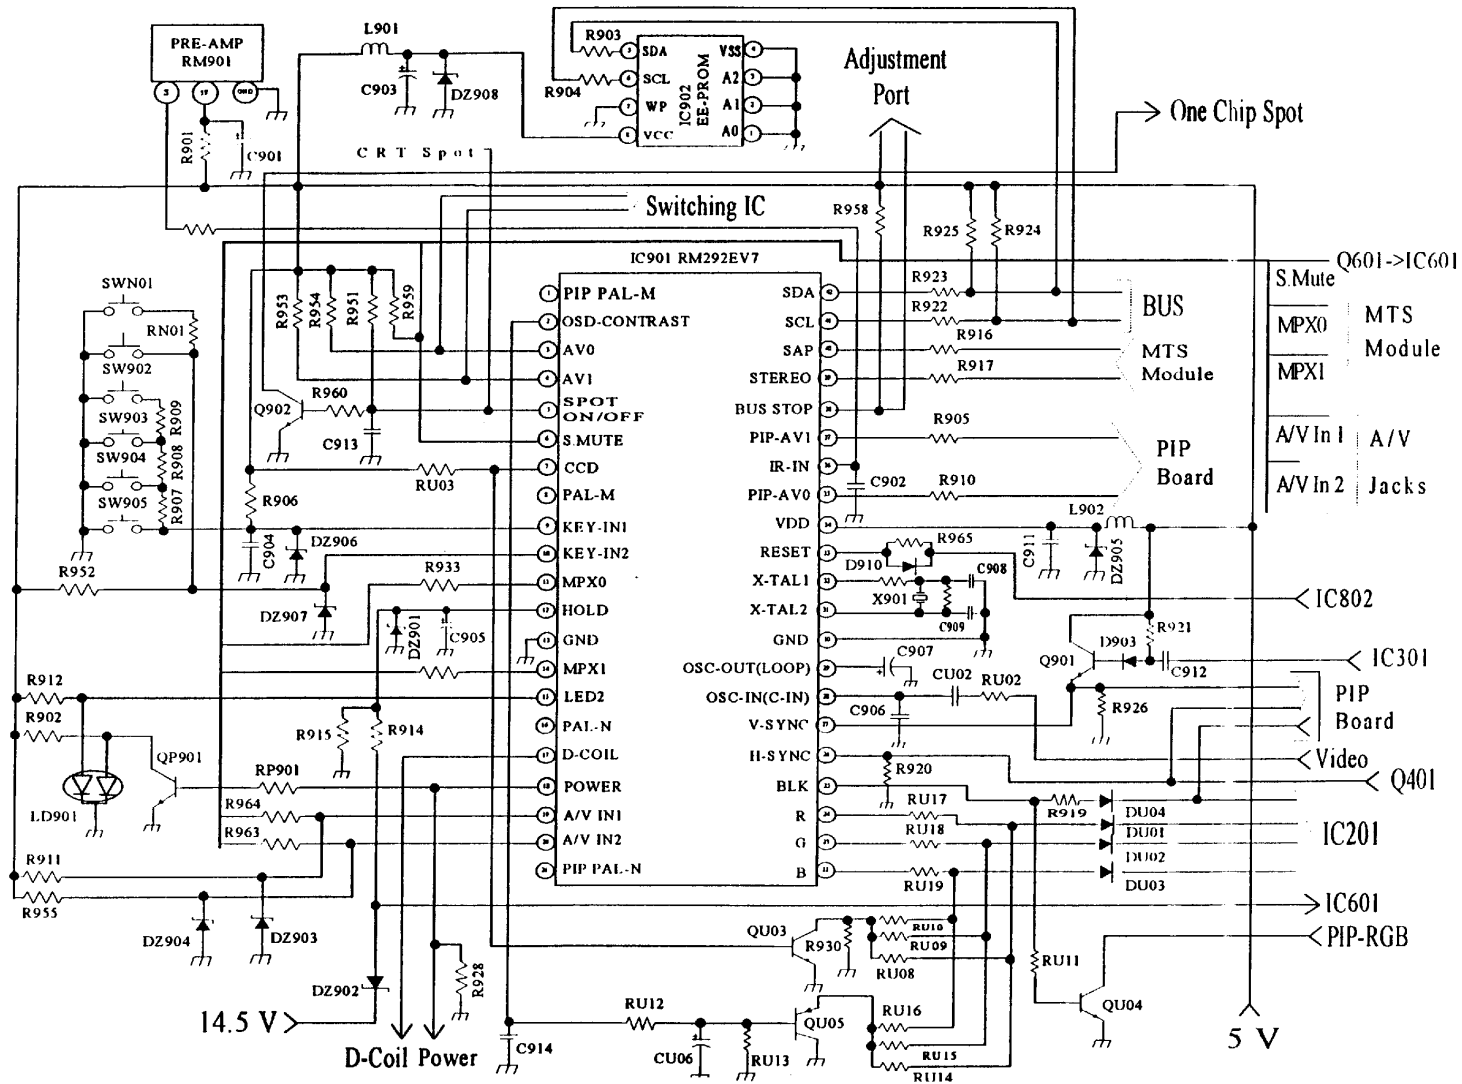 L901
PRE-AMP
RM901
R903
SDA
VSS
C903
DZ908
R904
SCL
A2
WP
A1
VCC
A0
IC902
EE-PROM
Adjustment
Port
One Chip Spot
R901
C901
CRT Spot
Switching IC
R958
R925
R924
IC901 RM292EV7
Q601->IC601
S.Mute
SWN01
RN01
R953
R954
R951
R959
PIP PAL-M
SDA
R923
OSD-CONTRAST
SCL
R922
BUS
MPX0
MTS
Module
AV0
SAP
R916
MTS
Module
SW902
AV1
STEREO
R917
MPX1
Q902
R960
SPOT
ON/OFF
BUS STOP
SW903
R909
C913
S.MUTE
PIP-AV1
R905
PIP
Board
A/V In 1
A/V
Jacks
SW904
R908
RU03
CCD
IR-IN
C902
A/V In 2
SW905
R907
R906
PAL-M
PIP-AV0
R910
L902
KEY-IN1
VDD
C904
DZ906
C911
DZ905
KEY-IN2
RESET
R965
D910
R952
R933
MPX0
X-TAL1
X901
C908
IC802
DZ907
DZ901
C905
HOLD
X-TAL2
C909
GND
GND
R921
D903
Q901
C912
IC301
MPX1
OSC-OUT(LOOP)
C907
CU02
RU02
R912
LED2
OSC-IN(C-IN)
C906
R926
PIP
Board
R902
R915
R914
PAL-N
V-SYNC
QP901
D-COIL
H-SYNC
R920
Video
LD901
RP901
POWER
BLK
R919
DU04
Q401
R964
A/V IN1
R
RU17
DU01
R963
A/V IN2
G
RU18
DU02
IC201
R911
PIP PAL-N
B
RU19
DU03
R955
IC601
DZ904
DZ903
QU03
R930
RU10
RU09
RU08
PIP-RGB
RU11
DZ902
R928
QU04
14.5 V
RU12
QU05
RU16
RU15
RU14
C914
CU06
RU13
D-Coil Power
5 V